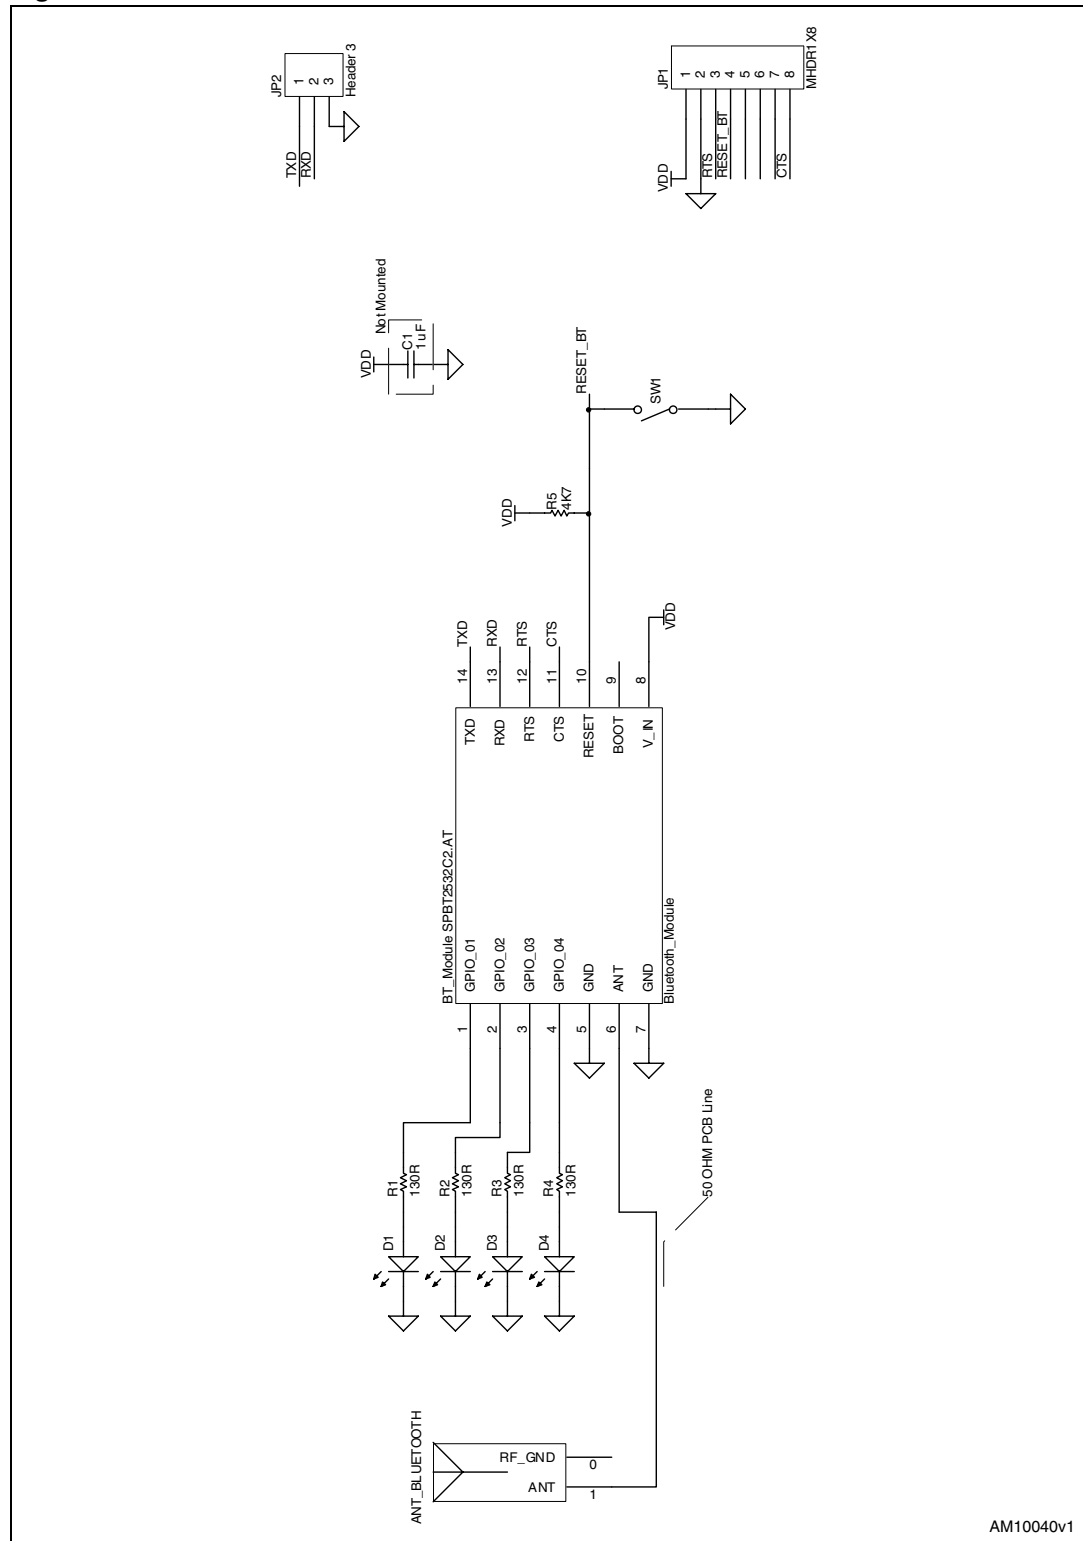 JP2
1
2
3
Header 3
TXD
RXD
JP1
1
2
3
4
5
6
7
8
MHDR1X8
VDD
RTS
RESET_BT
CTS
Not Mounted
VDD
C1
1uF
RESET_BT
SW1
VDD
R5
4K7
14 TXD
13 RXD
12 RTS
11 CTS
10
9
8
VDD
TXD
RXD
RTS
CTS
RESET
BOOT
V_IN
BT_Module SPBT2532C2.AT
GPIO_01
GPIO_02
GPIO_03
GPIO_04
GND
ANT
GND
Bluetooth_Module
1
2
3
4
5
6
7
R1
130R
R2
130R
R3
130R
R4
130R
50 OHM PCB Line
D1
D2
D3
D4
ANT_BLUETOOTH
RF_GND
0
ANT
1
AM10040v1